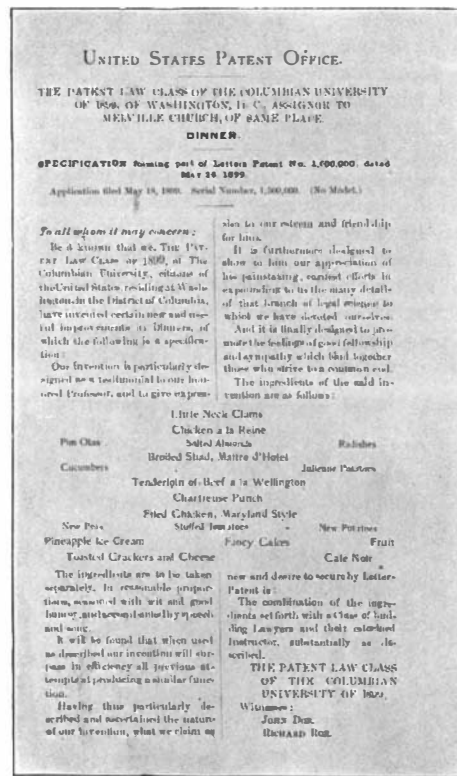 UNITED STATES PATENT OFFICE.
THE PATENT LAW CLASS OF THE COLUMBIAN UNIVERSITY
OF 1899, OF WASHINGTON, D. C., ASSIGNOR TO
MELVILLE CHURCH, OF SAME PLACE.
DINNER.
SPECIFICATION forming part of Letters Patent No. 1,000,000, dated
May 24, 1899.
Application filed May 18, 1899. Serial Number, 1,500,000. (No Model.)
To all whom it may concern:
Be it known that we, THE PAT-
ENT LAW CLASS OF 1899, of The
Columbian University, citizens of
the United States, residing at Wash-
ington, in the District of Columbia,
have invented certain new and use-
ful improvements in Dinners, of
which the following is a specifica-
tion:
Our Invention is particularly de-
signed as a testimonial to our hon-
ored Professor, and to give expres-
sion to our esteem and friendship
for him.
It is furthermore designed to
show to him our appreciation of
his painstaking, earnest efforts in
expounding to us the many details
of that branch of legal science to
which we have devoted ourselves.
And it is finally designed to pro-
mote the feelings of good fellowship
and sympathy which bind together
those who strive to a common end.
The ingredients of the said in-
vention are as follows:
Little Neck Clams
Chicken a la Reine
Pim Olas Salted Almonds Radishes
Broiled Shad, Maitre d'Hotel
Cucumbers Julienne Potatoes
Tenderloin of Beef a la Wellington
Chartreuse Punch
Fried Chicken, Maryland Style
New Peas Stuffed Tomatoes New Potatoes
Pineapple Ice Cream Fancy Cakes Fruit
Toasted Crackers and Cheese Cafe Noir
The ingredients are to be taken
separately, in reasonable propor-
tions, seasoned with wit and good
humor, and accompanied by speech
and song.
It will be found that when used
as described our invention will sur-
pass in efficiency all previous at-
tempts at producing a similar func-
tion.
Having thus particularly de-
scribed and ascertained the nature
of our Invention, what we claim as
new and desire to secure by Letters
Patent is:
The combination of the ingre-
dients set forth with a class of bud-
ding Lawyers and their esteemed
Instructor, substantially as de-
scribed.
THE PATENT LAW CLASS
OF THE COLUMBIAN
UNIVERSITY OF 1899.
Witnesses:
JOHN DOE,
RICHARD ROE.